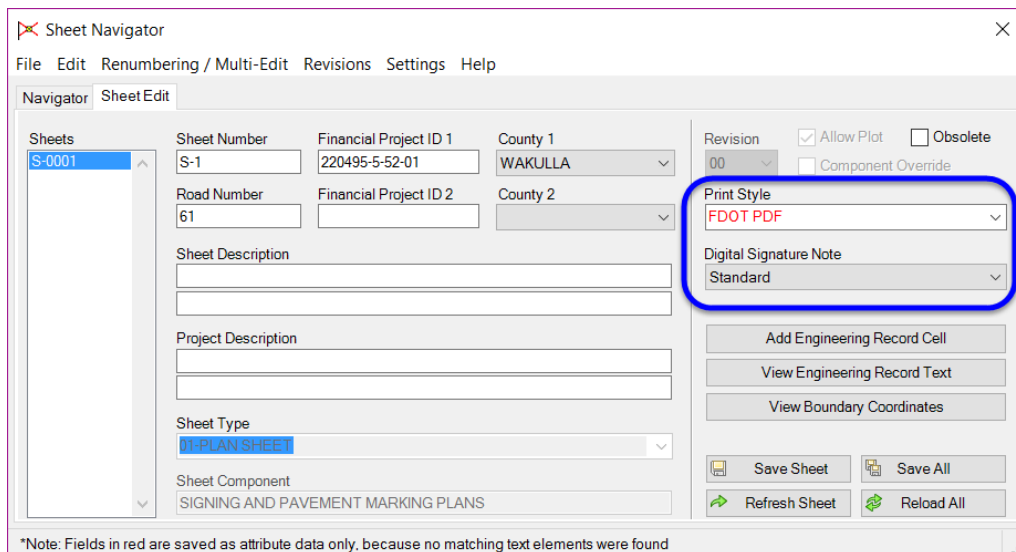 Sheet Navigator
File Edit Renumbering / Multi-Edit Revisions Settings Help
Navigator Sheet Edit
Sheets
S-0001
Sheet Number Financial Project ID 1 County 1
S-1 220495-5-52-01 WAKULLA
Road Number Financial Project ID 2 County 2
61
Sheet Description
Project Description
Sheet Type
01-PLAN SHEET
Sheet Component
SIGNING AND PAVEMENT MARKING PLANS
Revision Allow Plot Obsolete
00 Component Override
Print Style
FDOT PDF
Digital Signature Note
Standard
Add Engineering Record Cell
View Engineering Record Text
View Boundary Coordinates
Save Sheet Save All
Refresh Sheet Reload All
*Note: Fields in red are saved as attribute data only, because no matching text elements were found